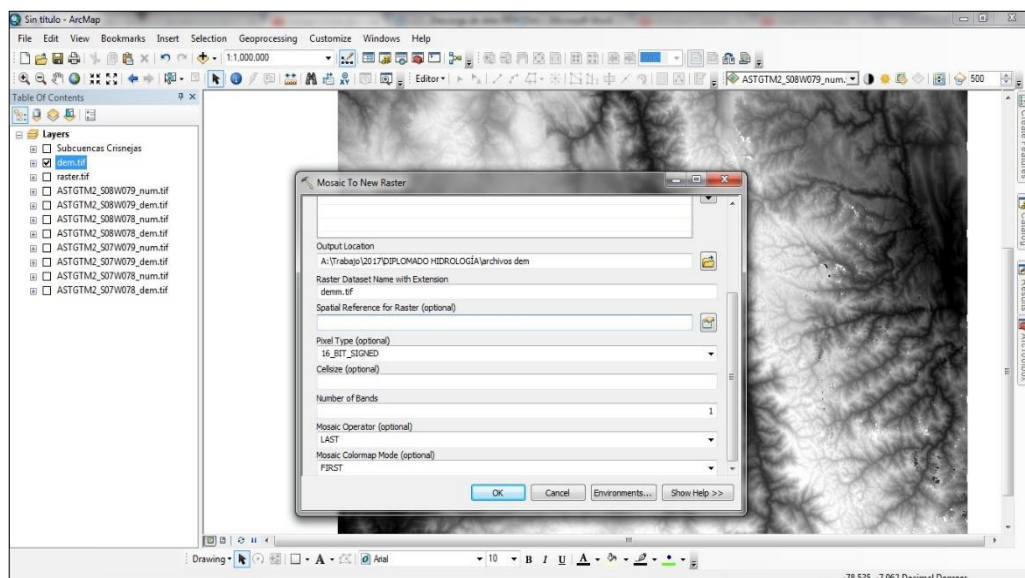 Sin título - ArcMap
File Edit View Bookmarks Insert Selection Geoprocessing Customize Windows Help
1:1,000,000
Editor
ASTGTM2_S08W079_num.
500
Table Of Contents
Layers
Subcuencas Crisnejas
dem.tif
raster.tif
ASTGTM2_S08W079_num.tif
ASTGTM2_S08W079_dem.tif
ASTGTM2_S08W078_num.tif
ASTGTM2_S08W078_dem.tif
ASTGTM2_S07W079_num.tif
ASTGTM2_S07W079_dem.tif
ASTGTM2_S07W078_num.tif
ASTGTM2_S07W078_dem.tif
Mosaic To New Raster
Output Location
A:\Trabajo\2017\DIPLOMADO HIDROLOGÍA\archivos dem
Raster Dataset Name with Extension
demm.tif
Spatial Reference for Raster (optional)
Pixel Type (optional)
16_BIT_SIGNED
Cellsize (optional)
Number of Bands
1
Mosaic Operator (optional)
LAST
Mosaic Colormap Mode (optional)
FIRST
OK Cancel Environments... Show Help >>
Create Features
Catalog
Results
ArcToolbox
Drawing
A
Arial
10
B I U A
-78.535 -7.962 Decimal Degrees